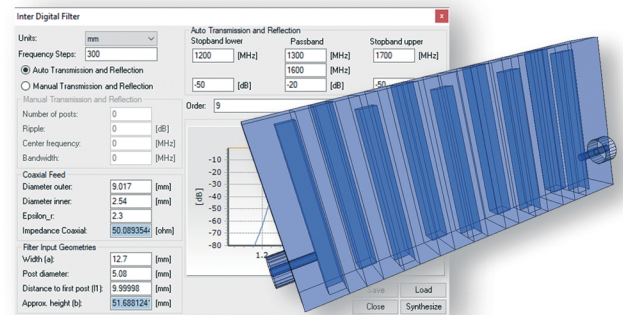 Inter Digital Filter
x
Units: mm
Frequency Steps: 300
Auto Transmission and Reflection
Manual Transmission and Reflection
Manual Transmission and Reflection
Number of posts: 0
Ripple: 0 [dB]
Center frequency: 0 [MHz]
Bandwidth: 0 [MHz]
Coaxial Feed
Diameter outer: 9.017 [mm]
Diameter inner: 2.54 [mm]
Epsilon_r: 2.3
Impedance Coaxial: 50.089354 [ohm]
Filter Input Geometries
Width (a): 12.7 [mm]
Post diameter: 5.08 [mm]
Distance to first post (l1): 9.99998 [mm]
Approx. height (b): 51.688124 [mm]
Auto Transmission and Reflection
Stopband lower Passband Stopband upper
1200 [MHz] 1300 [MHz] 1700 [MHz]
1600 [MHz]
-50 [dB] -20 [dB] -50
Order: 9
-10
-20
-30
-40
-50
-60
-70
-80
[dB]
1.2
Save Load
Close Synthesize